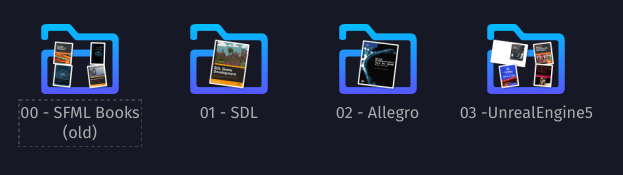 00 - SFML Books
(old)
01 - SDL
02 - Allegro
03 -UnrealEngine5